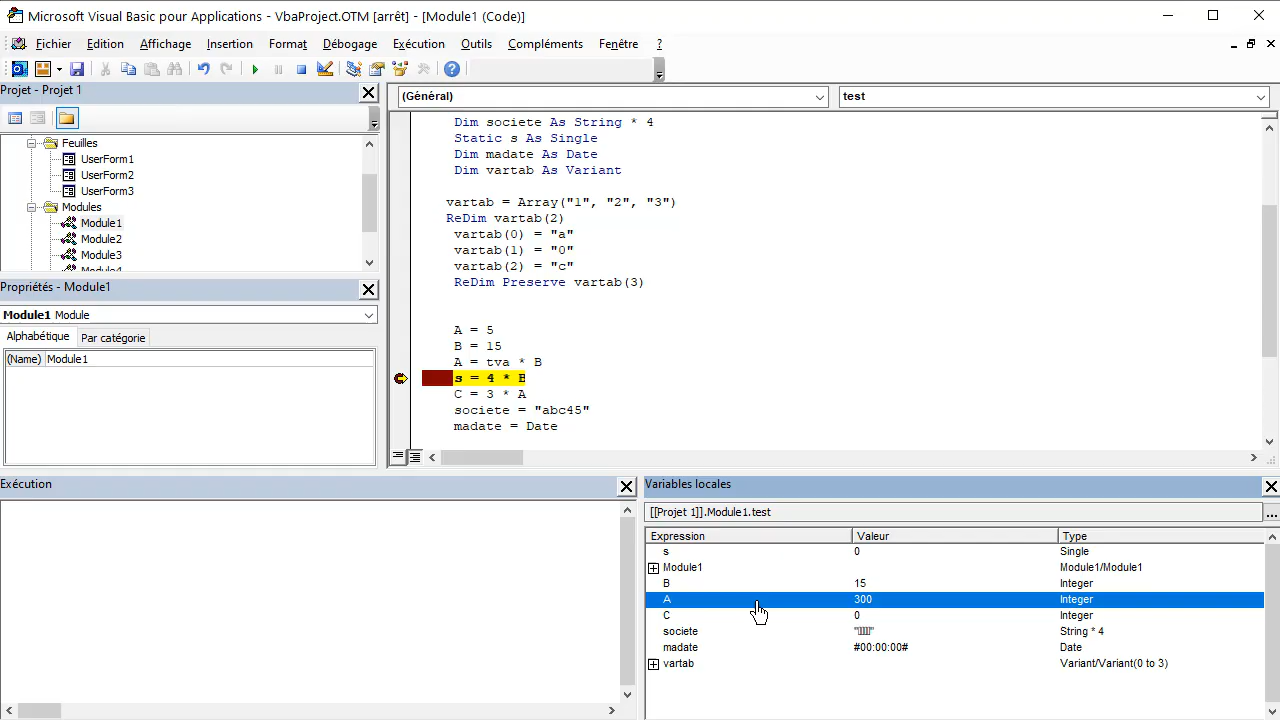 Microsoft Visual Basic pour Applications - VbaProject.OTM [arrêt] - [Module1 (Code)]
Fichier Edition Affichage Insertion Format Débogage Exécution Outils Compléments Fenêtre ?
Projet - Projet 1
Feuilles
UserForm1
UserForm2
UserForm3
Modules
Module1
Module2
Module3
Propriétés - Module1
Module1 Module
Alphabétique Par catégorie
(Name) Module1
(Général) test
Dim societe As String * 4
Static s As Single
Dim madate As Date
Dim vartab As Variant
vartab = Array("1", "2", "3")
ReDim vartab(2)
vartab(0) = "a"
vartab(1) = "0"
vartab(2) = "c"
ReDim Preserve vartab(3)
A = 5
B = 15
A = tva * B
s = 4 * B
C = 3 * A
societe = "abc45"
madate = Date
Exécution
Variables locales
[[Projet 1]].Module1.test ...
Expression Valeur Type
s 0 Single
Module1 Module1/Module1
B 15 Integer
A 300 Integer
C 0 Integer
societe String * 4
madate #00:00:00# Date
vartab Variant/Variant(0 to 3)